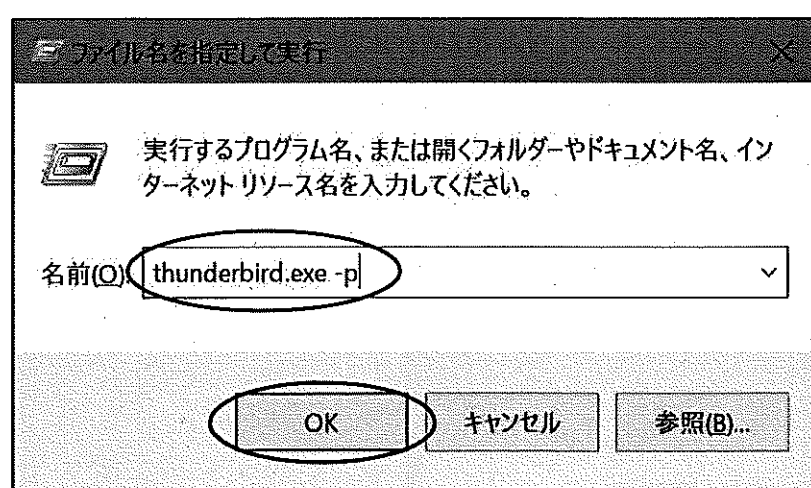 ファイル名を指定して実行
実行するプログラム名、または開くフォルダーやドキュメント名、イン
ターネット リソース名を入力してください。
名前(O): thunderbird.exe -p
OK キャンセル 参照(B)...